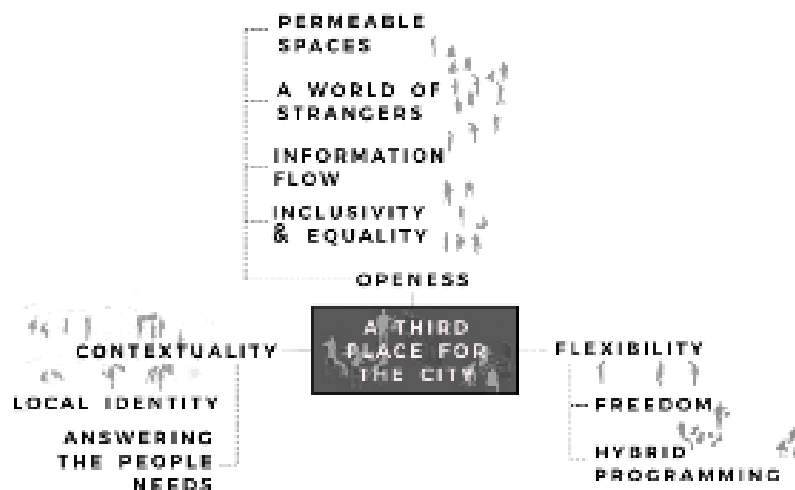 PERMEABLE
SPACES
A WORLD OF
STRANGERS
INFORMATION
FLOW
INCLUSIVITY
& EQUALITY
OPENESS
A THIRD
PLACE FOR
THE CITY
CONTEXTUALITY
LOCAL IDENTITY
ANSWERING
THE PEOPLE
NEEDS
FLEXIBILITY
FREEDOM
HYBRID
PROGRAMMING